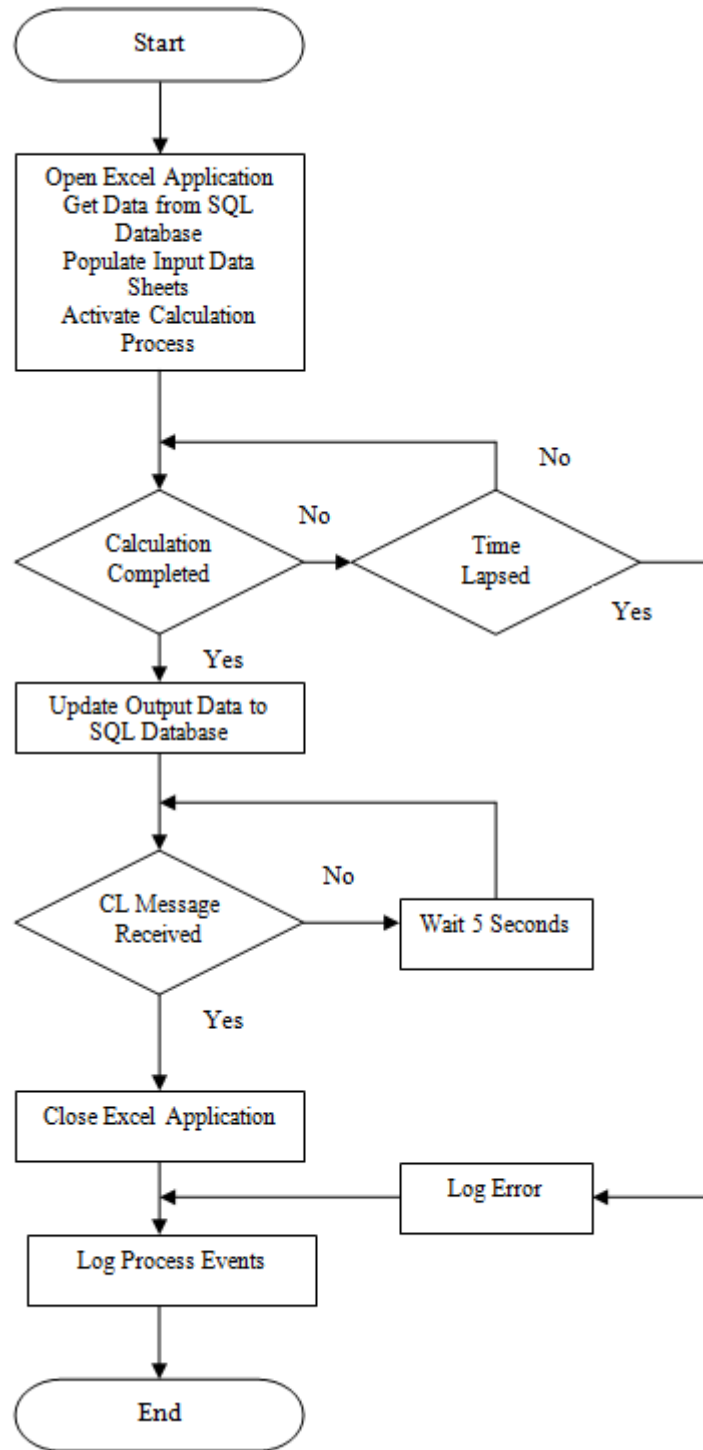 Start
Open Excel Application
Get Data from SQL
Database
Populate Input Data
Sheets
Activate Calculation
Process
No
No
Calculation
Completed
Time
Lapsed
Yes
Yes
Update Output Data to
SQL Database
No
CL Message
Received
Wait 5 Seconds
Yes
Close Excel Application
Log Error
Log Process Events
End